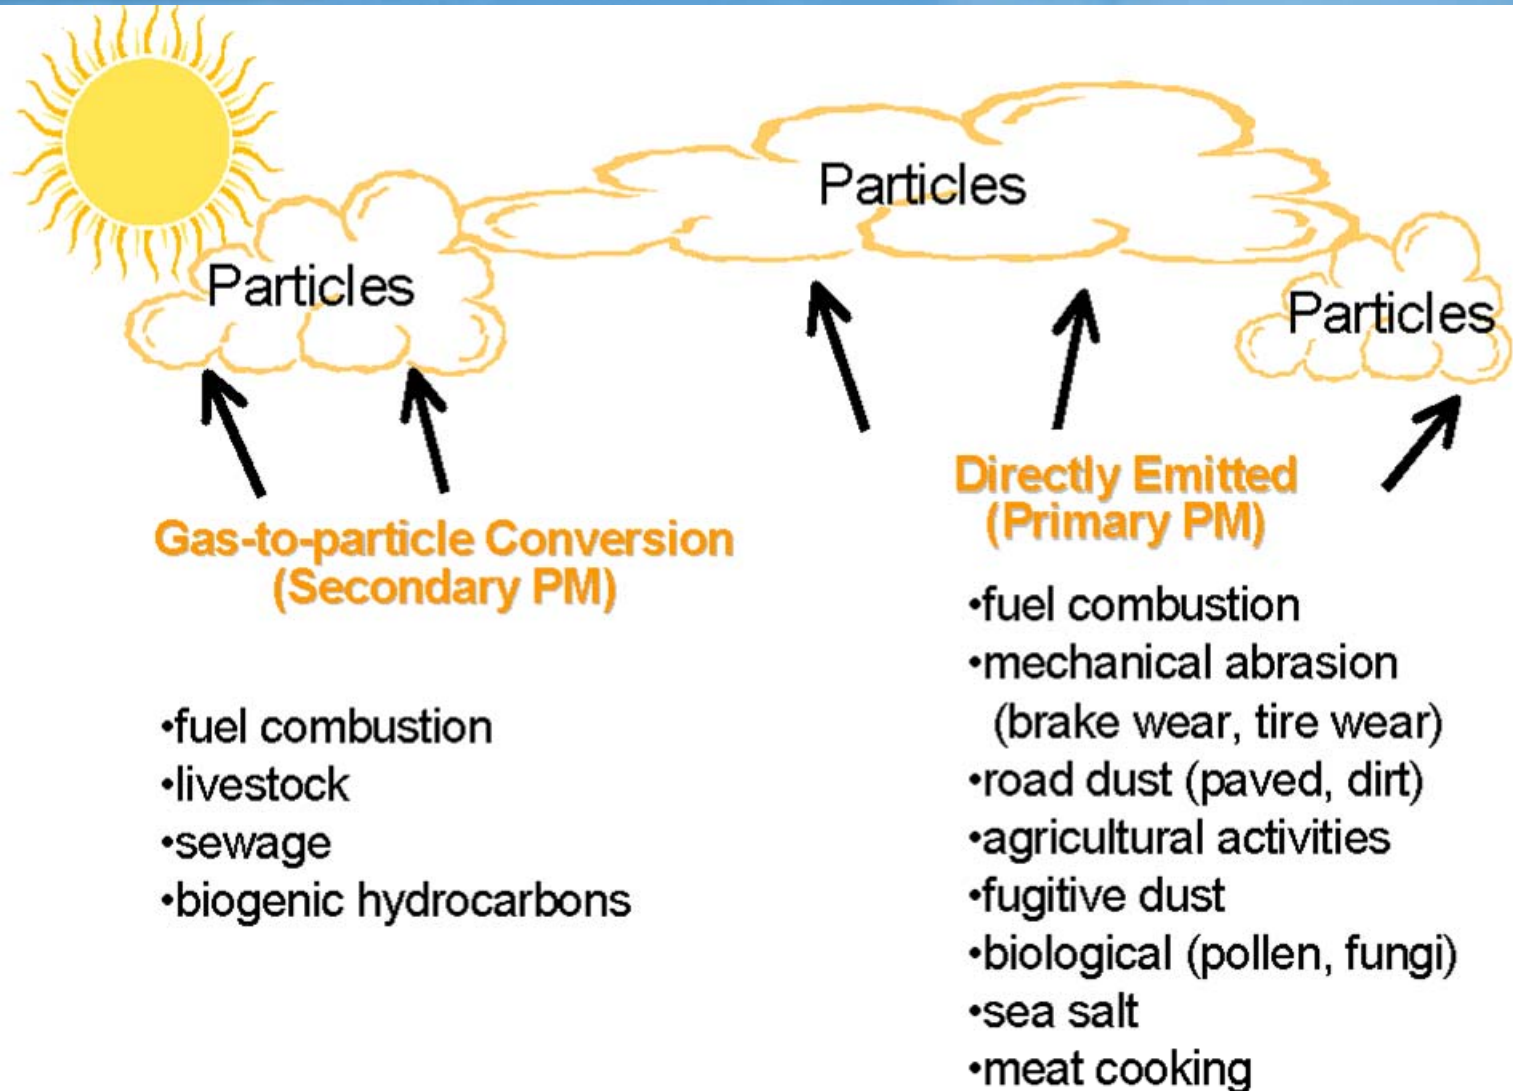 Particles
Particles
Particles
Gas-to-particle Conversion
(Secondary PM)
•fuel combustion
•livestock
•sewage
•biogenic hydrocarbons
Directly Emitted
(Primary PM)
•fuel combustion
•mechanical abrasion
(brake wear, tire wear)
•road dust (paved, dirt)
•agricultural activities
•fugitive dust
•biological (pollen, fungi)
•sea salt
•meat cooking